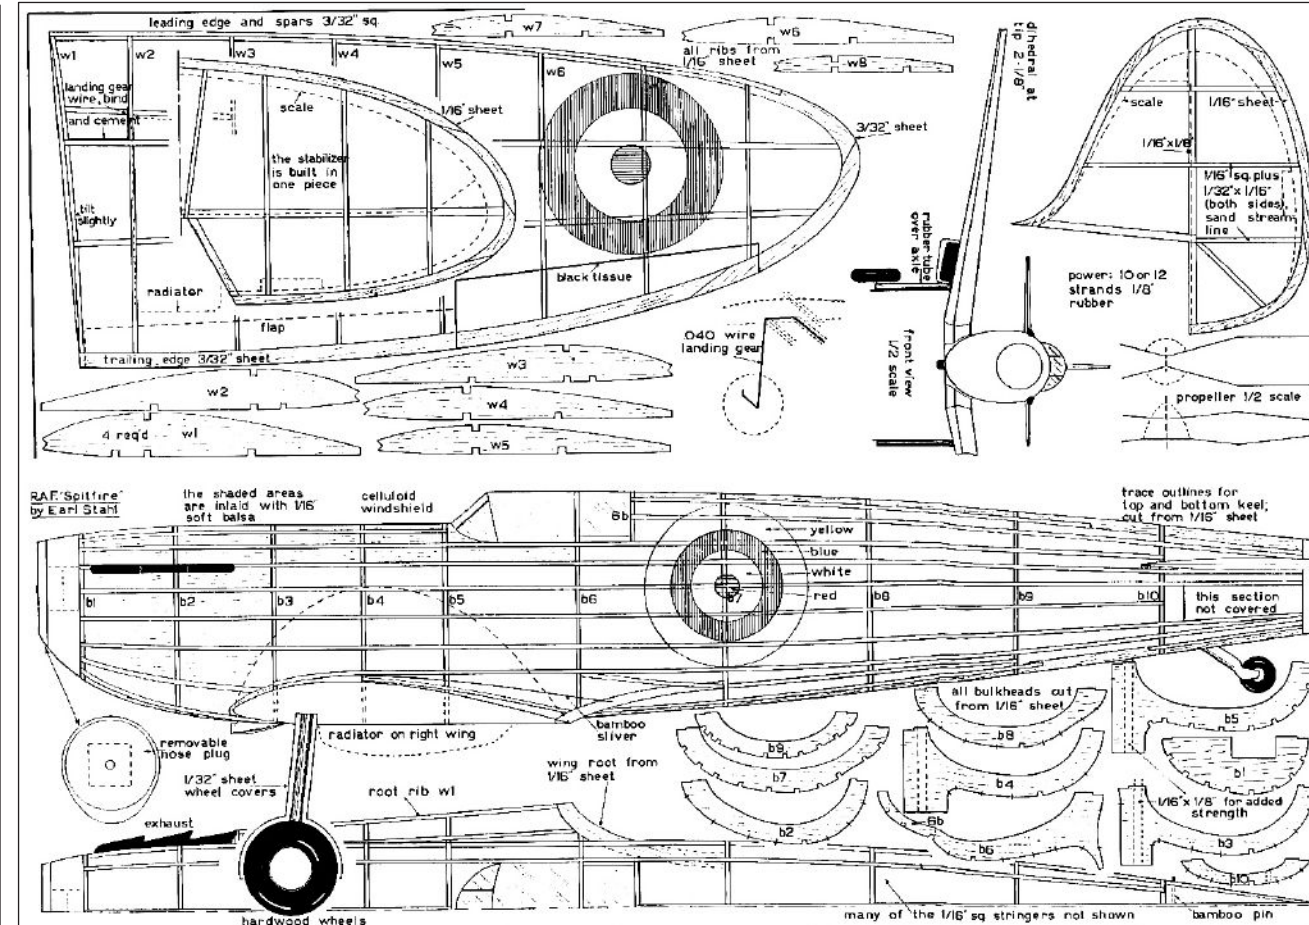 leading edge and spars 3/32" sq.
w7
w6
all ribs from
1/16" sheet
w8
w1
w2
w3
w4
w5
w6
landing gear
wire, bind
and cement
scale
1/16" sheet
3/32" sheet
the stabilizer
is built in
one piece
tilt
slightly
radiator
flap
black tissue
trailing edge 3/32" sheet
dihedral at
tip 2-1/8"
scale
1/16" sheet
1/16"x1/8"
1/16" sq. plus
1/32"x 1/16"
(both sides)
sand stream-
line
rubber tube
over axle
power: 10 or 12
strands 1/8"
rubber
.040 wire
landing gear
front view
1/2 scale
propeller 1/2 scale
w2
w3
w4
4 req'd w1
w5
R.A.F. "Spitfire"
by Earl Stahl
the shaded areas
are inlaid with 1/16"
soft balsa
celluloid
windshield
6b
trace outlines for
top and bottom keel;
cut from 1/16" sheet
yellow
blue
white
red
b1
b2
b3
b4
b5
b6
b7
b8
b9
b10
this section
not covered
removable
nose plug
1/32" sheet
wheel covers
radiator on right wing
bamboo
sliver
wing root from
1/16" sheet
root rib w1
exhaust
all bulkheads cut
from 1/16" sheet
b9
b8
b5
b7
b4
b1
b2
6b
b6
1/16"x 1/8" for added
strength
b3
b10
hardwood wheels
many of the 1/16" sq stringers not shown
bamboo pin